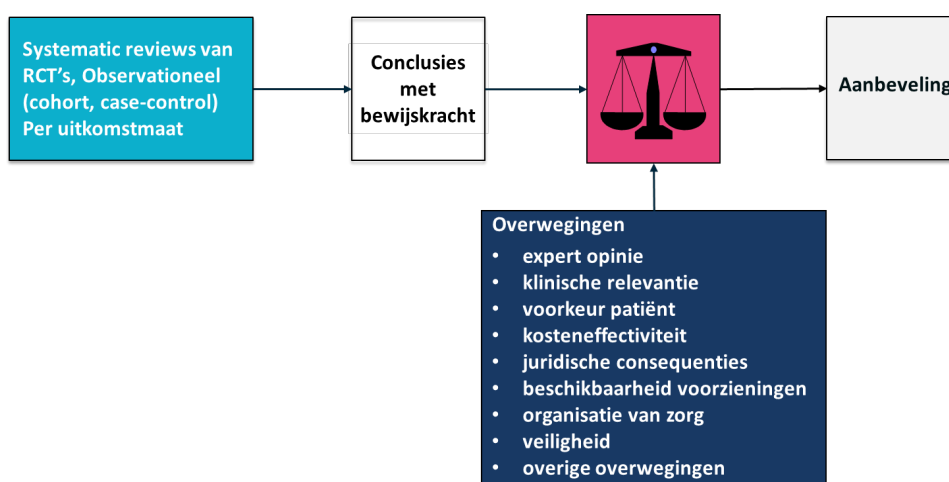 Systematic reviews van
RCT's, Observationeel
(cohort, case-control)
Per uitkomstmaat
Conclusies
met
bewijskracht
Aanbeveling
Overwegingen
• expert opinie
• klinische relevantie
• voorkeur patiënt
• kosteneffectiviteit
• juridische consequenties
• beschikbaarheid voorzieningen
• organisatie van zorg
• veiligheid
• overige overwegingen